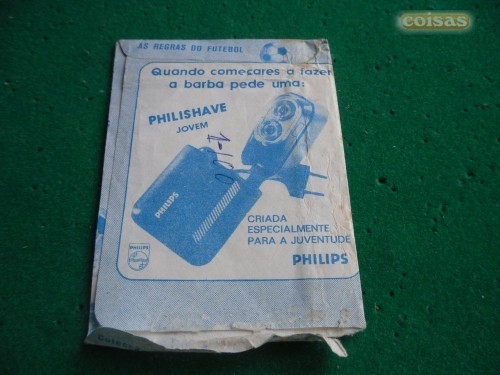 coisas
AS REGRAS DO FUTEBOL
Quando começares a fazer
a barba pede uma:
PHILISHAVE
JOVEM
PHILIPS
CRIADA
ESPECIALMENTE
PARA A JUVENTUDE
PHILIPS
PHILIPS